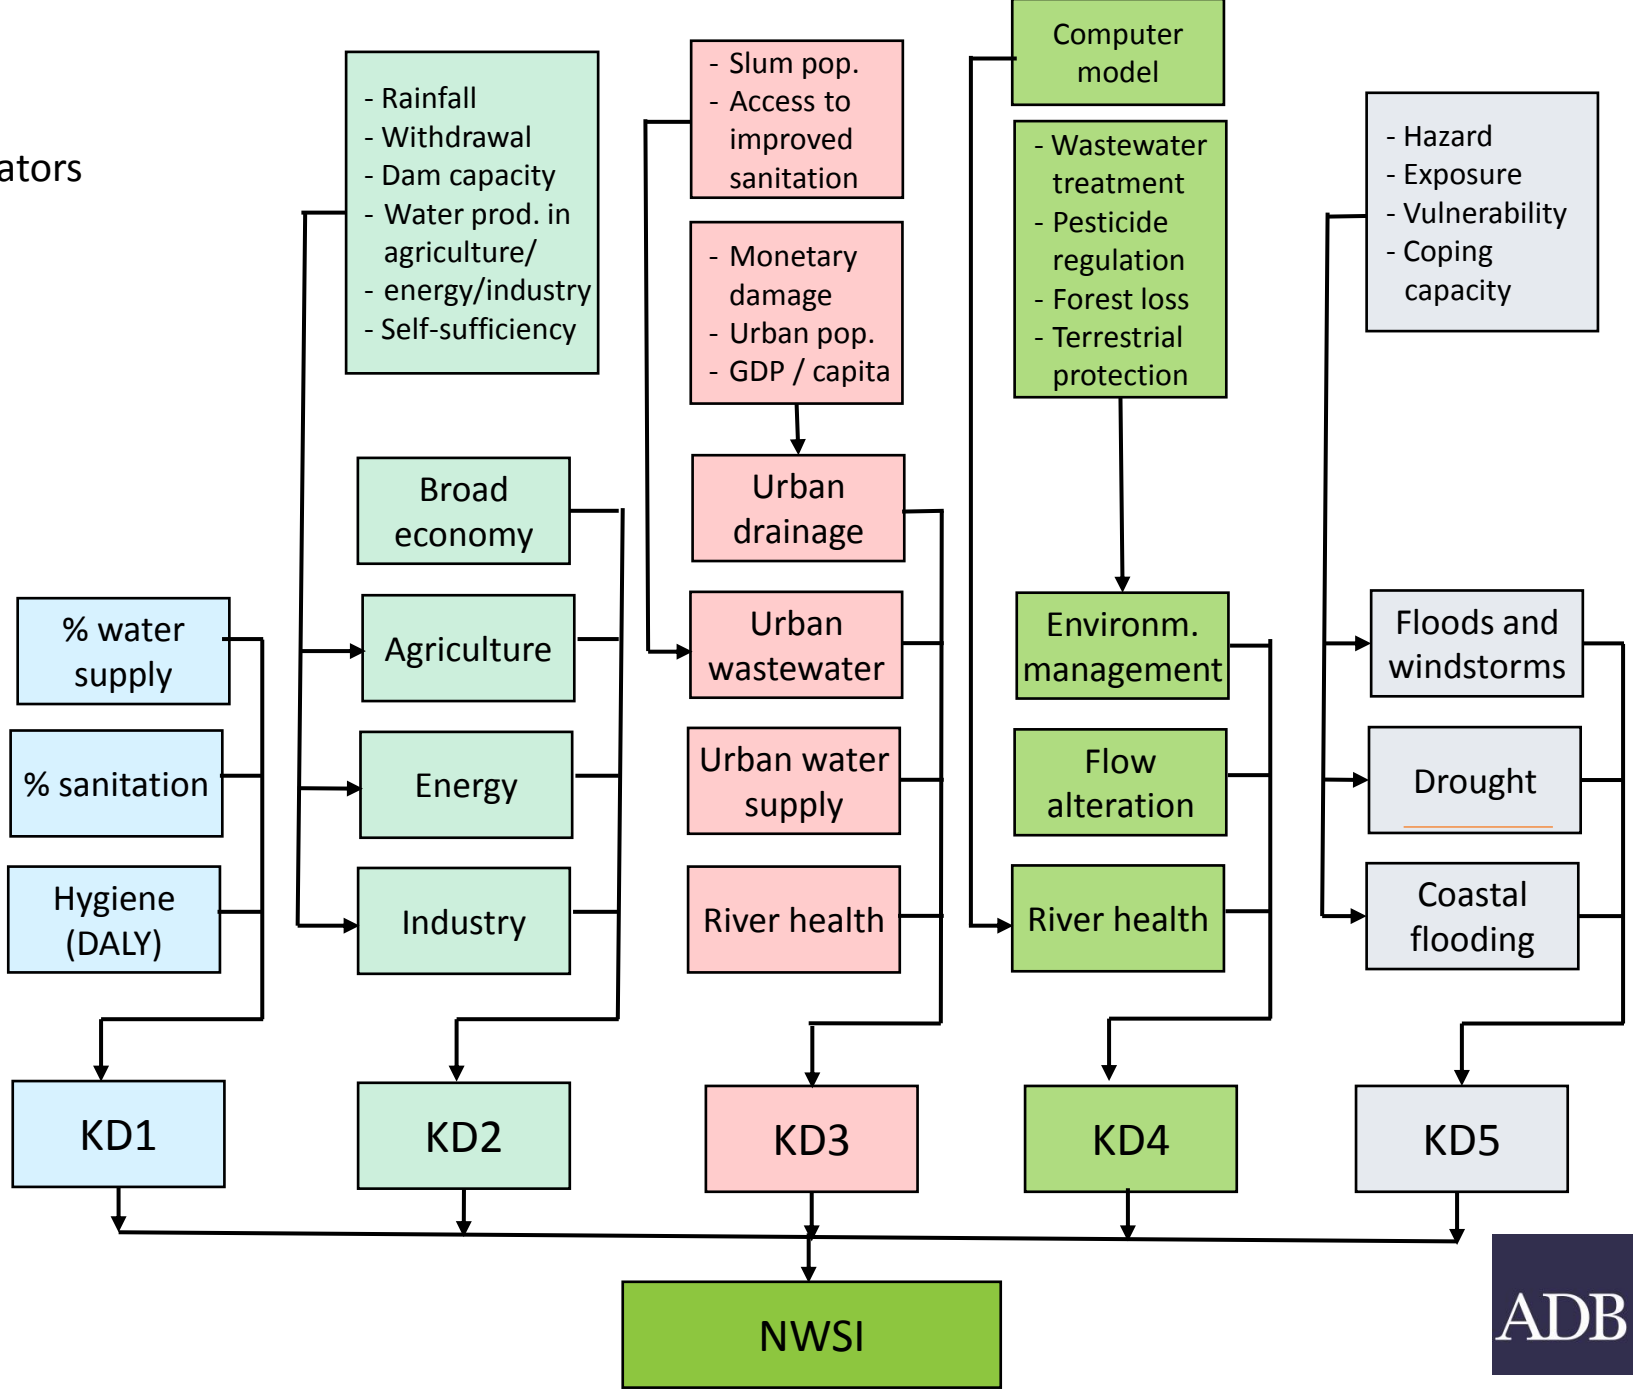 ators
- Rainfall
- Withdrawal
- Dam capacity
- Water prod. in
agriculture/
- energy/industry
- Self-sufficiency
- Slum pop.
- Access to
improved
sanitation
- Monetary
damage
- Urban pop.
- GDP / capita
Computer
model
- Wastewater
treatment
- Pesticide
regulation
- Forest loss
- Terrestrial
protection
- Hazard
- Exposure
- Vulnerability
- Coping
capacity
% water
supply
% sanitation
Hygiene
(DALY)
Broad
economy
Agriculture
Energy
Industry
Urban
drainage
Urban
wastewater
Urban water
supply
River health
Environm.
management
Flow
alteration
River health
Floods and
windstorms
Drought
Coastal
flooding
KD1
KD2
KD3
KD4
KD5
NWSI
ADB